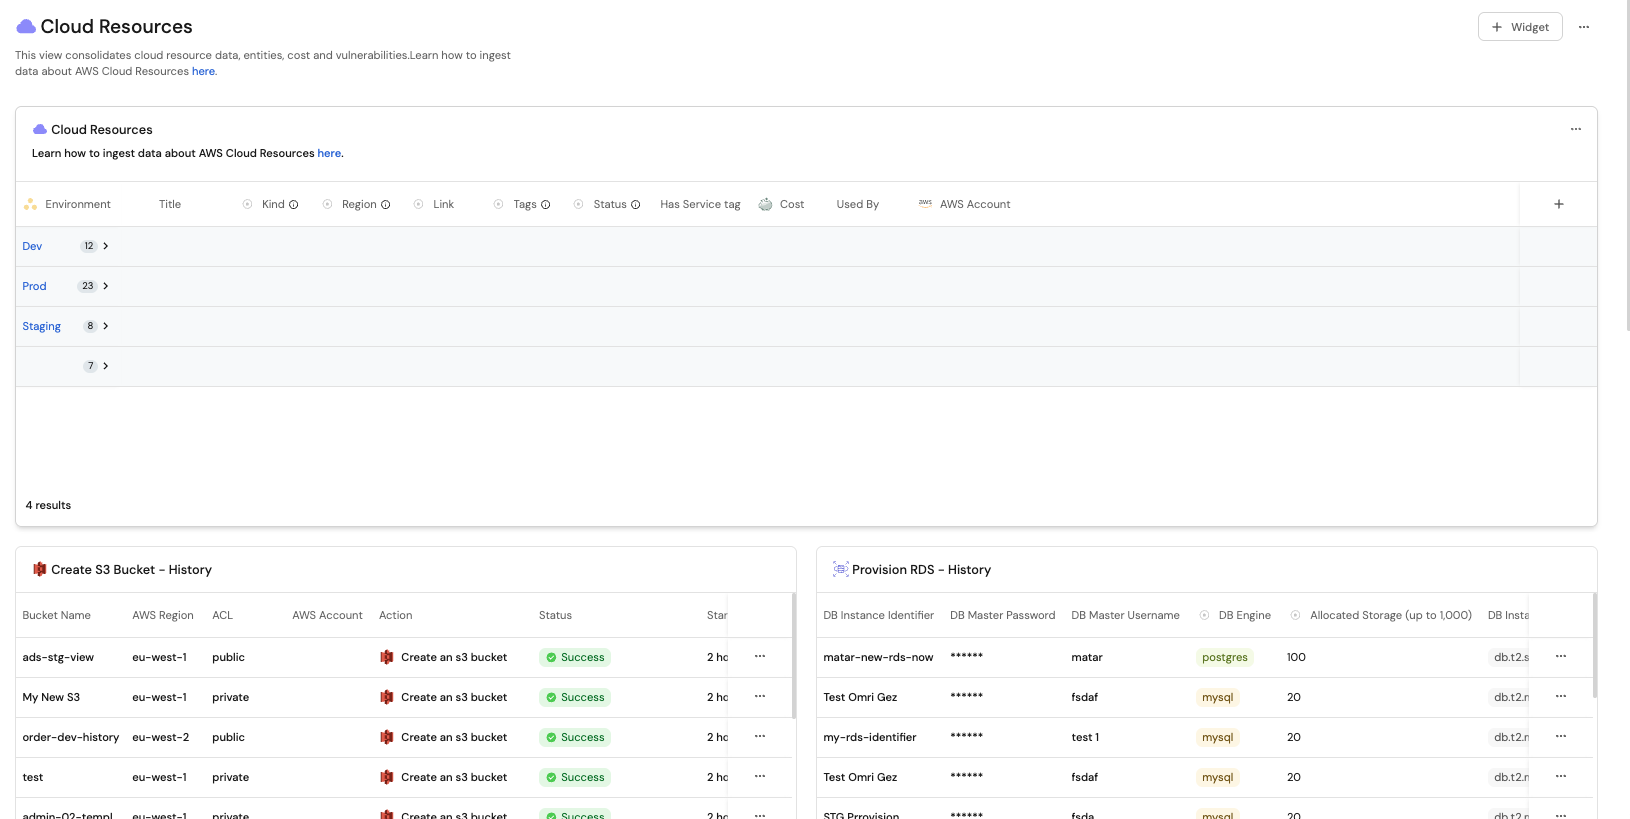 Cloud Resources
+ Widget ...
This view consolidates cloud resource data, entities, cost and vulnerabilities.Learn how to ingest
data about AWS Cloud Resources here.
Cloud Resources ...
Learn how to ingest data about AWS Cloud Resources here.
Environment Title Kind Region Link Tags Status Has Service tag Cost Used By aws AWS Account +
Dev 12
Prod 23
Staging 8
7
4 results
Create S3 Bucket - History
Bucket Name AWS Region ACL AWS Account Action Status Star
ads-stg-view eu-west-1 public Create an s3 bucket Success 2 ho ...
My New S3 eu-west-1 private Create an s3 bucket Success 2 ho ...
order-dev-history eu-west-2 public Create an s3 bucket Success 2 ho ...
test eu-west-1 private Create an s3 bucket Success 2 ho ...
admin-02-templ eu-west-1 private Create an s3 bucket Success 2 ho ...
Provision RDS - History
DB Instance Identifier DB Master Password DB Master Username DB Engine Allocated Storage (up to 1,000) DB Insta
matar-new-rds-now ****** matar postgres 100 db.t2.s ...
Test Omri Gez ****** fsdaf mysql 20 db.t2.m ...
my-rds-identifier ****** test 1 mysql 20 db.t2.m ...
Test Omri Gez ****** fsdaf mysql 20 db.t2.m ...
STG Prrovision ****** fsda mysql 20 db.t2.m ...